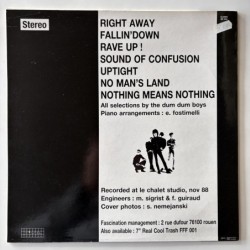 Stereo
RIGHT AWAY
FALLIN'DOWN
RAVE UP !
SOUND OF CONFUSION
UPTIGHT
NO MAN'S LAND
NOTHING MEANS NOTHING
All selections by the dum dum boys
Piano arrangements : e. fostimelli
Recorded at le chalet studio, nov 88
Engineers : m. sigrist & f. guiraud
Cover photos : s. nemejanski
Fascination management : 2 rue dufour 76100 rouen
Also available : 7" Real Cool Trash FFF 001